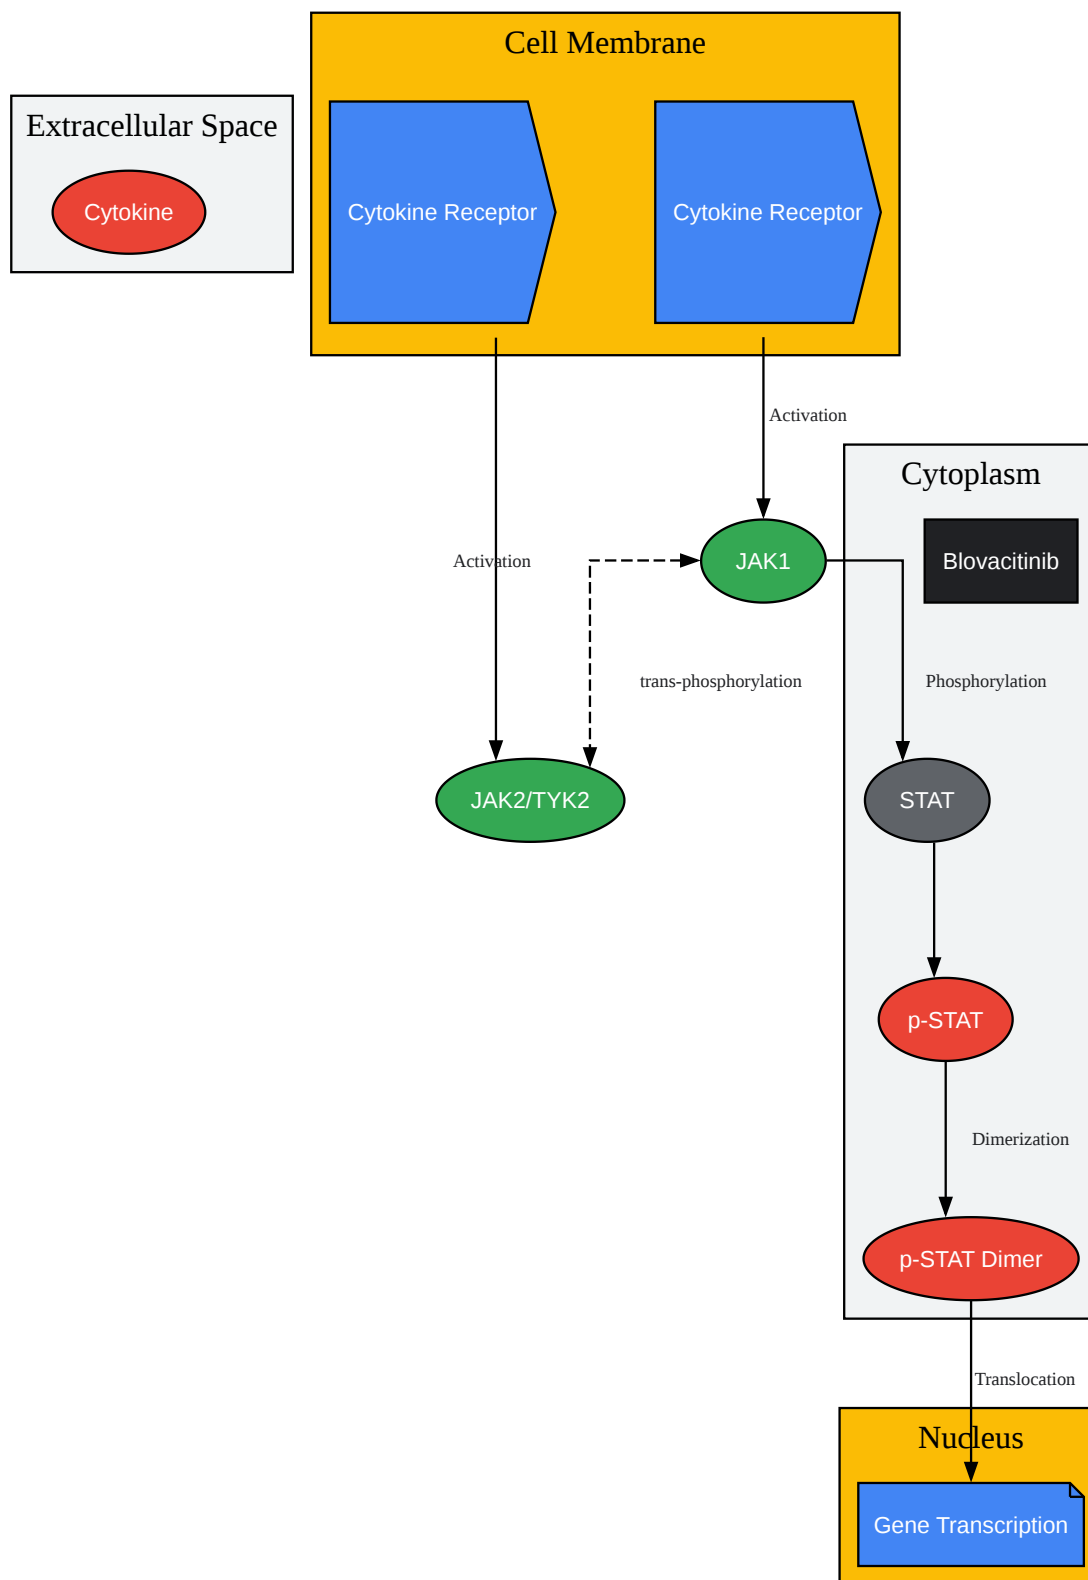 Cell Membrane
Extracellular Space
Cytokine
Cytokine Receptor
Cytokine Receptor
Activation
Cytoplasm
Activation
JAK1
Blovacitinib
trans-phosphorylation
Phosphorylation
JAK2/TYK2
STAT
p-STAT
Dimerization
p-STAT Dimer
Translocation
Nucleus
Gene Transcription